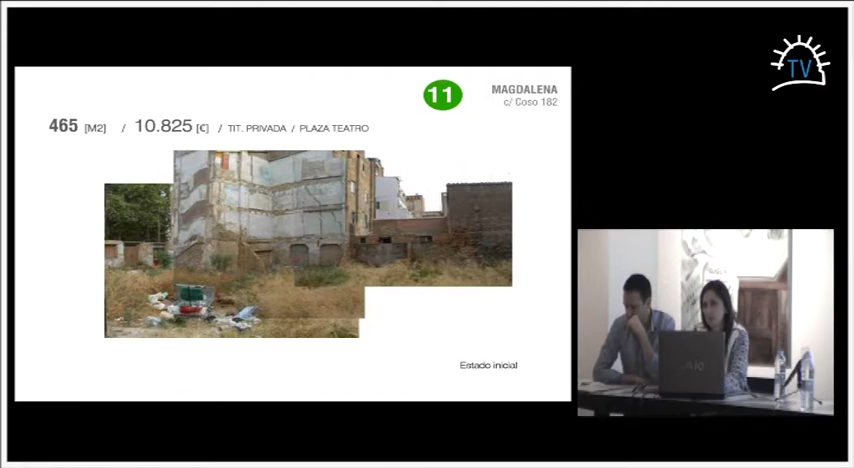 TV
11
MAGDALENA
c/ Coso 182
465 [M2] / 10.825 [€] / TIT. PRIVADA / PLAZA TEATRO
Estado inicial